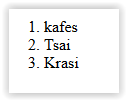 1. kafes
2. Tsai
3. Krasi